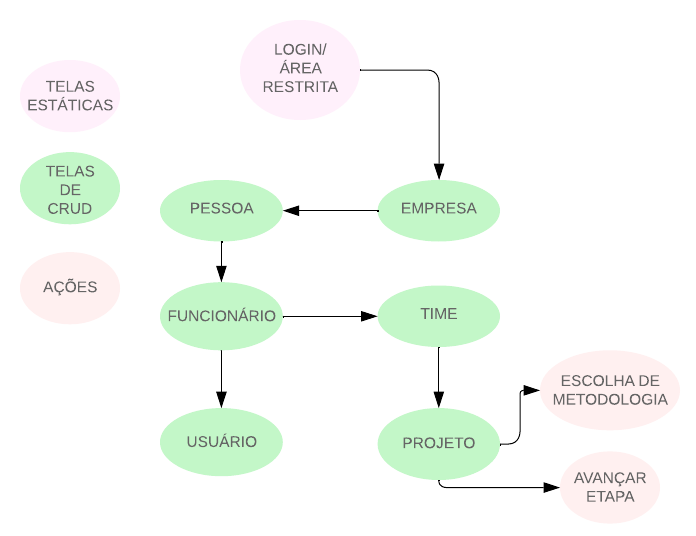 LOGIN/
ÁREA
RESTRITA
TELAS
ESTÁTICAS
TELAS
DE
CRUD
PESSOA
EMPRESA
AÇÕES
FUNCIONÁRIO
TIME
ESCOLHA DE
METODOLOGIA
USUÁRIO
PROJETO
AVANÇAR
ETAPA